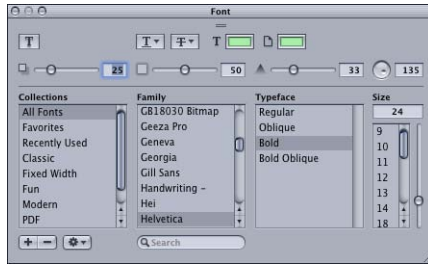 Font
T T T T
25 50 33 135
Collections Family Typeface Size
All Fonts GB18030 Bitmap Regular 24
Favorites Geeza Pro Oblique 9
Recently Used Geneva Bold 10
Classic Georgia Bold Oblique 11
Fixed Width Gill Sans 12
Fun Handwriting – 13
Modern Hei 14
PDF Helvetica 18
Search